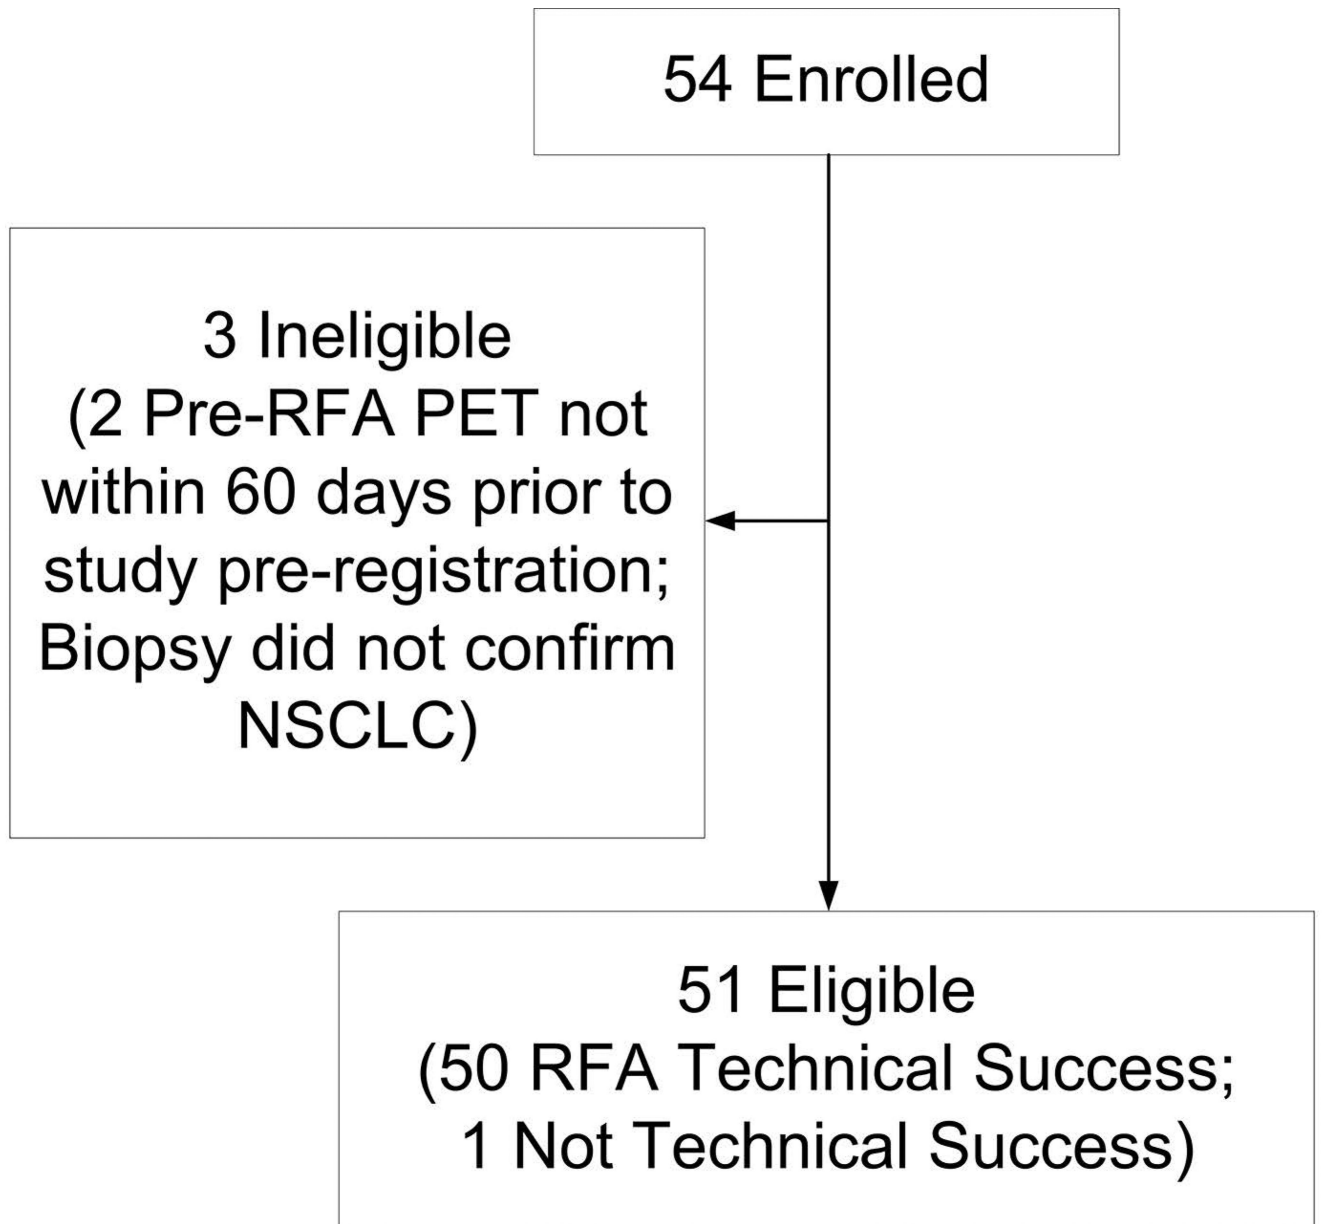 54 Enrolled
3 Ineligible
(2 Pre-RFA PET not
within 60 days prior to
study pre-registration;
Biopsy did not confirm
NSCLC)
51 Eligible
(50 RFA Technical Success;
1 Not Technical Success)